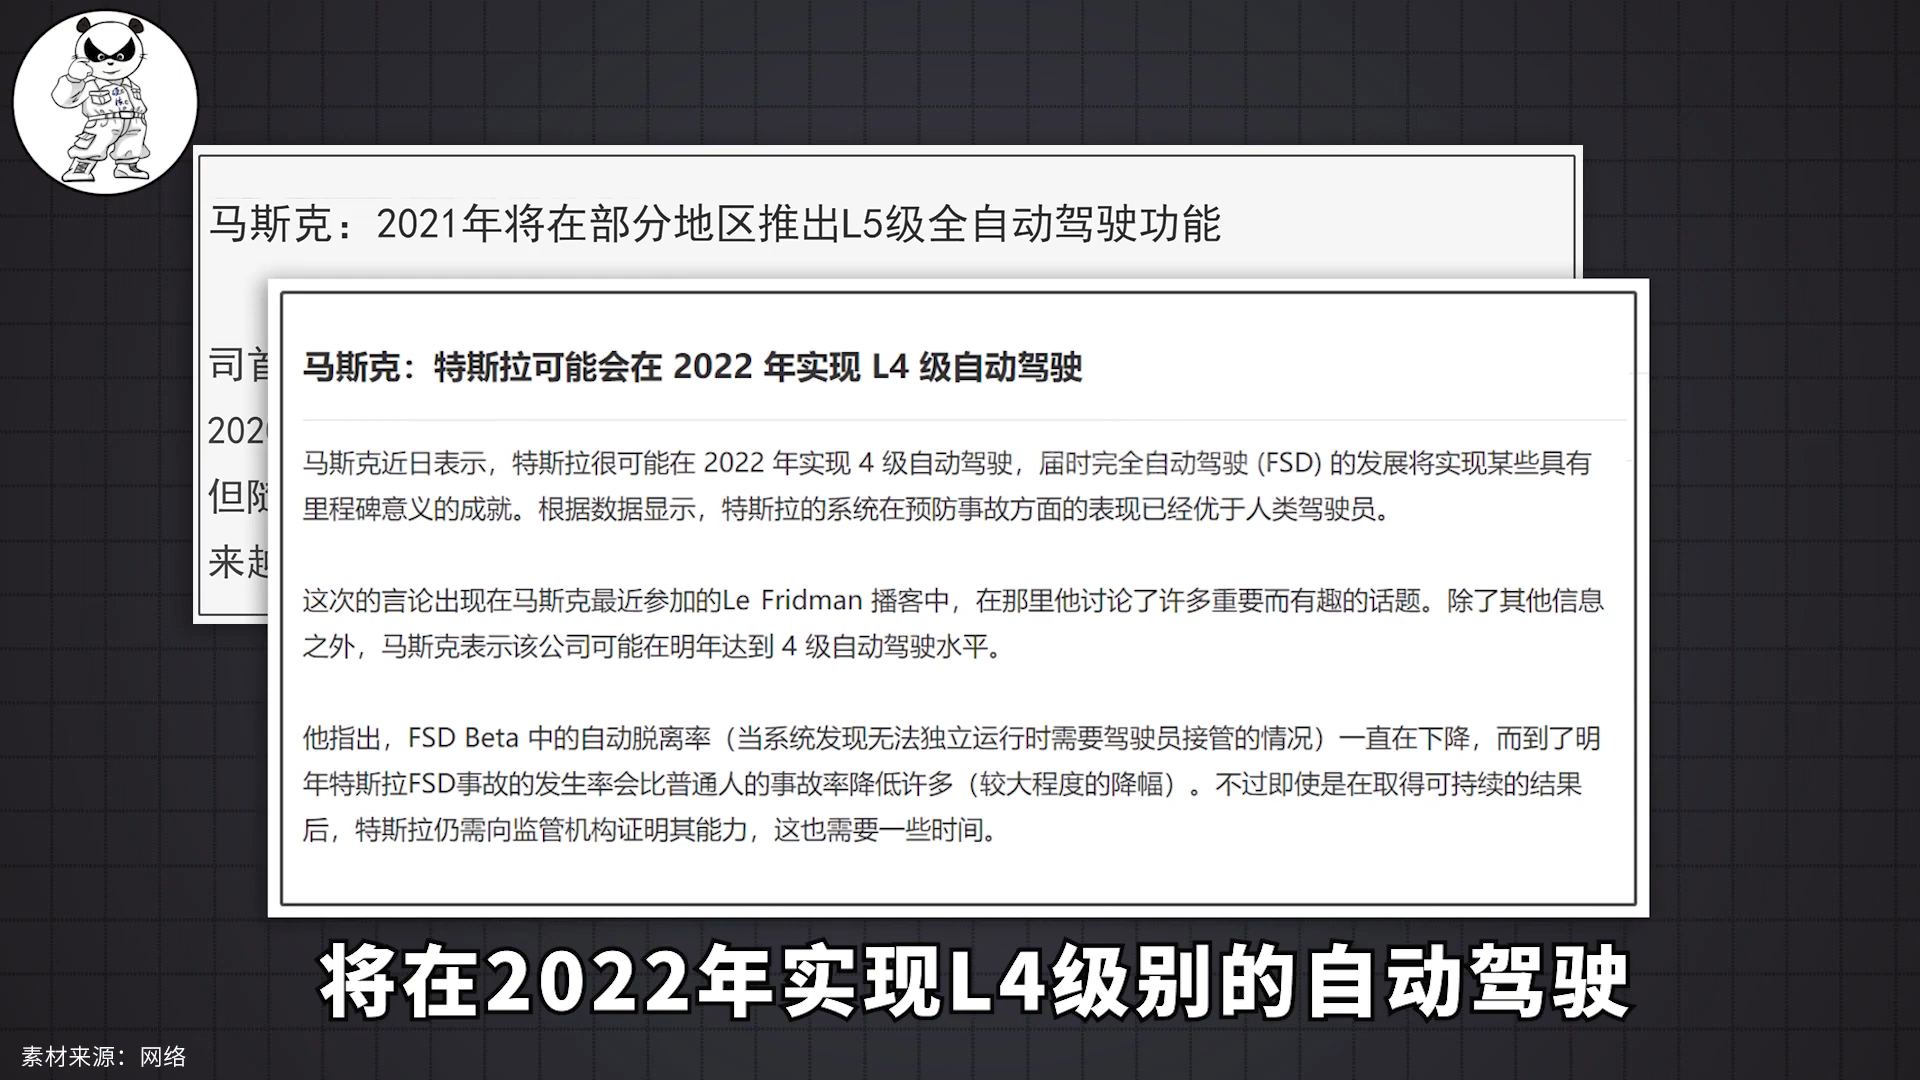 马斯克：2021年将在部分地区推出L5级全自动驾驶功能
司首
202
来
马斯克：特斯拉可能会在 2022 年实现 L4 级自动驾驶
马斯克近日表示，特斯拉很可能在 2022 年实现 4 级自动驾驶，届时完全自动驾驶 (FSD) 的发展将实现某些具有
里程碑意义的成就。根据数据显示，特斯拉的系统在预防事故方面的表现已经优于人类驾驶员。
这次的言论出现在马斯克最近参加的Le Fridman 播客中，在那里他讨论了许多重要而有趣的话题。除了其他信息
之外，马斯克表示该公司可能在明年达到 4 级自动驾驶水平。
他指出，FSD Beta 中的自动脱离率（当系统发现无法独立运行时需要驾驶员接管的情况）一直在下降，而到了明
年特斯拉FSD事故的发生率会比普通人的事故率降低许多（较大程度的降幅）。不过即使是在取得可持续的结果
后，特斯拉仍需向监管机构证明其能力，这也需要一些时间。
将在2022年实现L4级别的自动驾驶
素材来源：网络